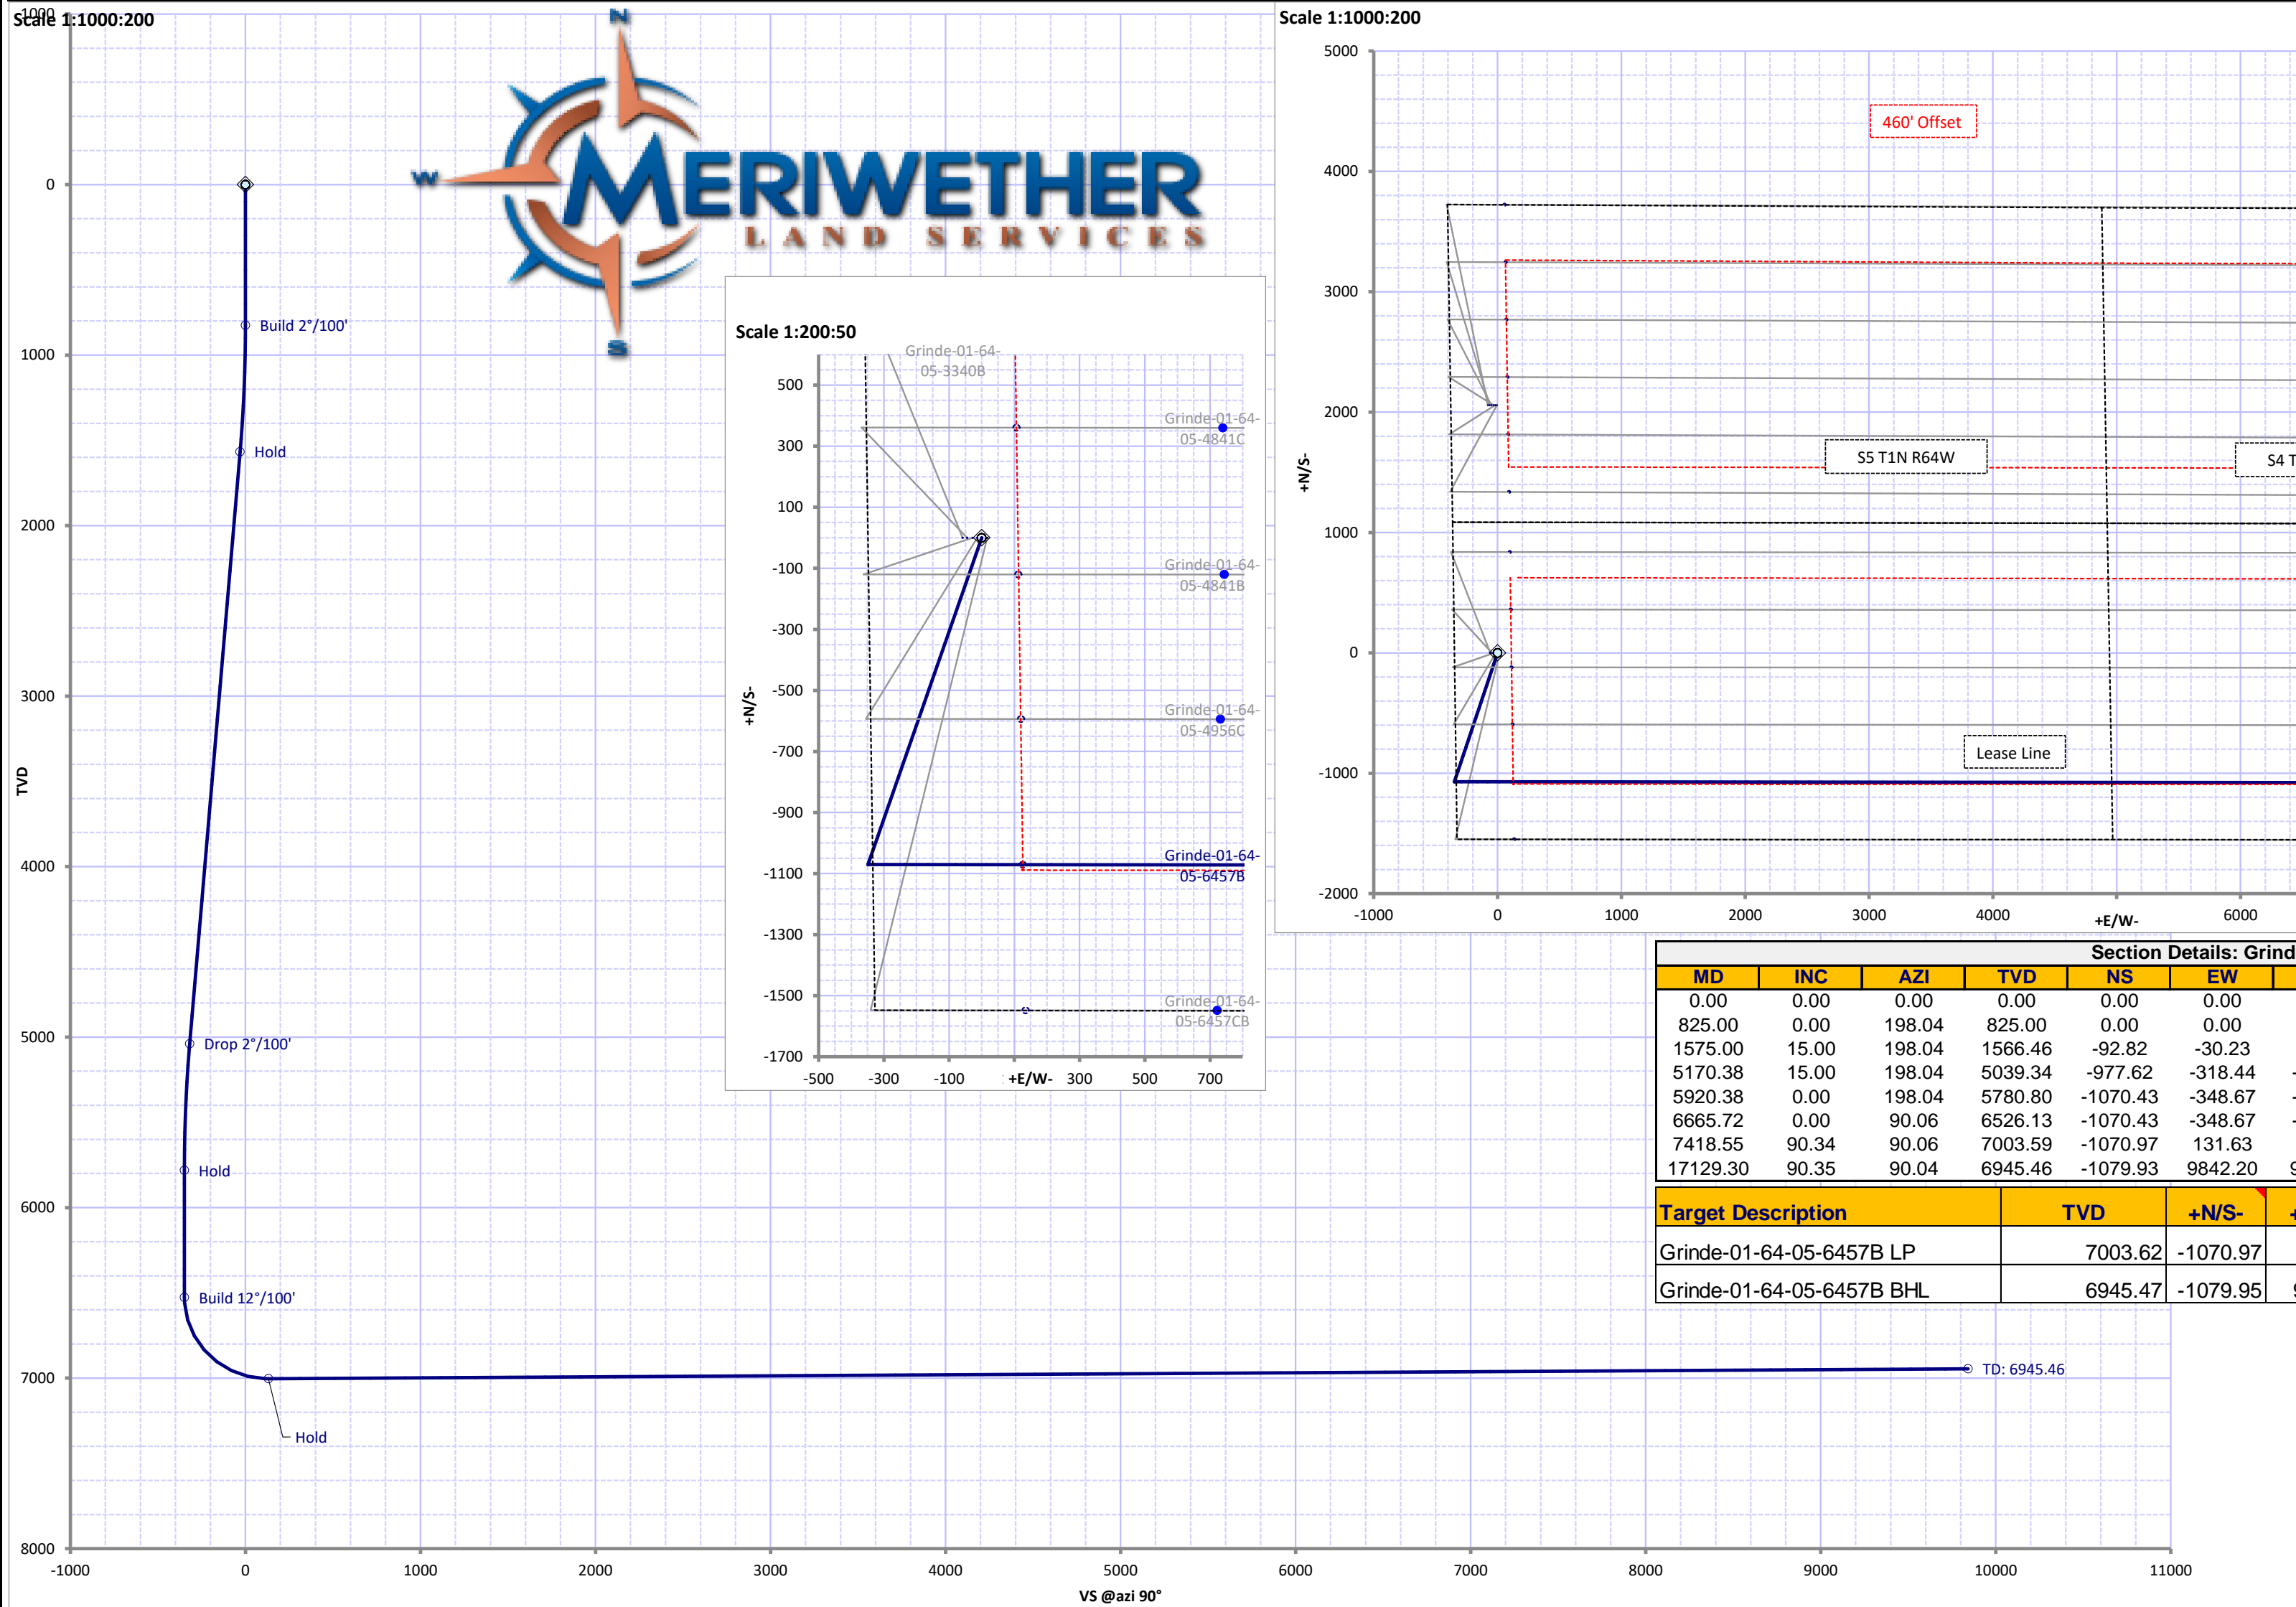 Scale 1:1000:200
1000
0
1000
2000
3000
4000
5000
6000
7000
8000
TVD
-1000
0
1000
2000
3000
4000
5000
6000
7000
8000
9000
10000
11000
VS @azi 90°
Build 2°/100'
Hold
Drop 2°/100'
Hold
Build 12°/100'
Hold
TD: 6945.46
N
W
S
MERIWETHER
LAND SERVICES
Scale 1:200:50
500
300
100
-100
-300
-500
-700
-900
-1100
-1300
-1500
-1700
+N/S-
-500
-300
-100
+E/W-
300
500
700
Grinde-01-64-
05-3340B
Grinde-01-64-
05-4841C
Grinde-01-64-
05-4841B
Grinde-01-64-
05-4956C
Grinde-01-64-
05-6457B
Grinde-01-64-
05-6457CB
Scale 1:1000:200
5000
4000
3000
2000
1000
0
-1000
-2000
+N/S-
-1000
0
1000
2000
3000
4000
+E/W-
6000
460' Offset
S5 T1N R64W
S4 T
Lease Line
Section Details: Grind
MD INC AZI TVD NS EW
0.00 0.00 0.00 0.00 0.00 0.00
825.00 0.00 198.04 825.00 0.00 0.00
1575.00 15.00 198.04 1566.46 -92.82 -30.23
5170.38 15.00 198.04 5039.34 -977.62 -318.44 -
5920.38 0.00 198.04 5780.80 -1070.43 -348.67 -
6665.72 0.00 90.06 6526.13 -1070.43 -348.67 -
7418.55 90.34 90.06 7003.59 -1070.97 131.63
17129.30 90.35 90.04 6945.46 -1079.93 9842.20 9
Target Description TVD +N/S- +
Grinde-01-64-05-6457B LP 7003.62 -1070.97
Grinde-01-64-05-6457B BHL 6945.47 -1079.95 9